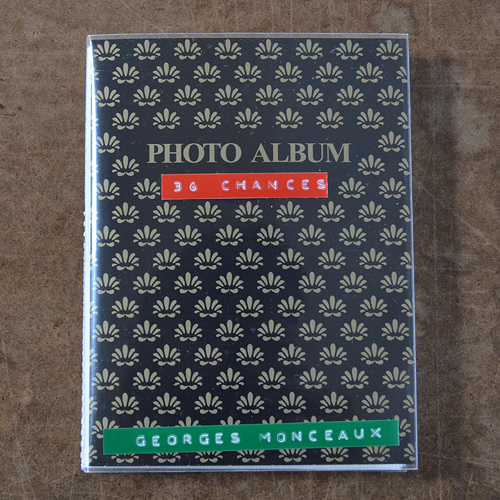 PHOTO ALBUM
36 CHANCES
GEORGES MONCEAUX